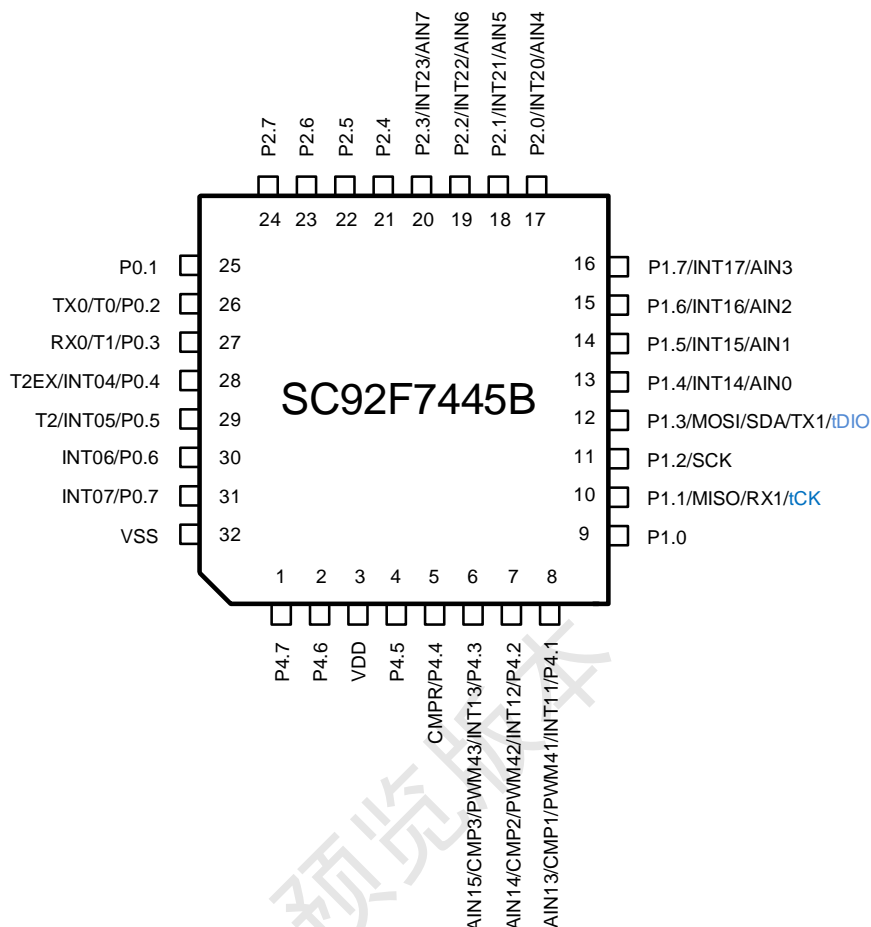 P2.7
P2.6
P2.5
P2.4
P2.3/INT23/AIN7
P2.2/INT22/AIN6
P2.1/INT21/AIN5
P2.0/INT20/AIN4
24 23 22 21 20 19 18 17
P0.1 25
TX0/T0/P0.2 26
RX0/T1/P0.3 27
T2EX/INT04/P0.4 28
T2/INT05/P0.5 29
INT06/P0.6 30
INT07/P0.7 31
VSS 32
SC92F7445B
16 P1.7/INT17/AIN3
15 P1.6/INT16/AIN2
14 P1.5/INT15/AIN1
13 P1.4/INT14/AIN0
12 P1.3/MOSI/SDA/TX1/tDIO
11 P1.2/SCK
10 P1.1/MISO/RX1/tCK
9 P1.0
1 2 3 4 5 6 7 8
P4.7
P4.6
VDD
P4.5
CMPR/P4.4
AIN15/CMP3/PWM43/INT13/P4.3
AIN14/CMP2/PWM42/INT12/P4.2
AIN13/CMP1/PWM41/INT11/P4.1
预览版本